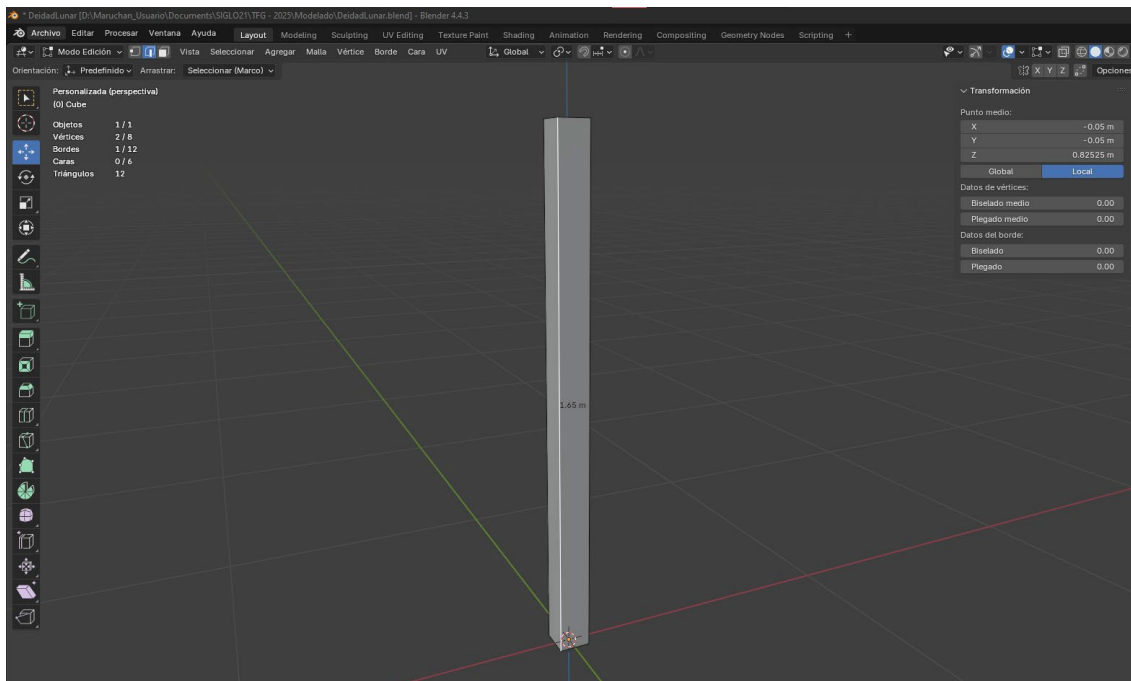 * DeidadLunar [D:\Maruchan_Usuario\Documents\SIGLO21\TFG - 2025\Modelado\DeidadLunar.blend] - Blender 4.4.3
Archivo Editar Procesar Ventana Ayuda Layout Modeling Sculpting UV Editing Texture Paint Shading Animation Rendering Compositing Geometry Nodes Scripting +
Modo Edición Vista Seleccionar Agregar Malla Vértice Borde Cara UV Global
Orientación: Predefinido Arrastrar: Seleccionar (Marco) X Y Z Opciones
Personalizada (perspectiva)
(0) Cube
Objetos 1 / 1
Vértices 2 / 8
Bordes 1 / 12
Caras 0 / 6
Triángulos 12
1.65 m
Transformación
Punto medio:
X -0.05 m
Y -0.05 m
Z 0.82525 m
Global Local
Datos de vértices:
Biselado medio 0.00
Plegado medio 0.00
Datos del borde:
Biselado 0.00
Plegado 0.00